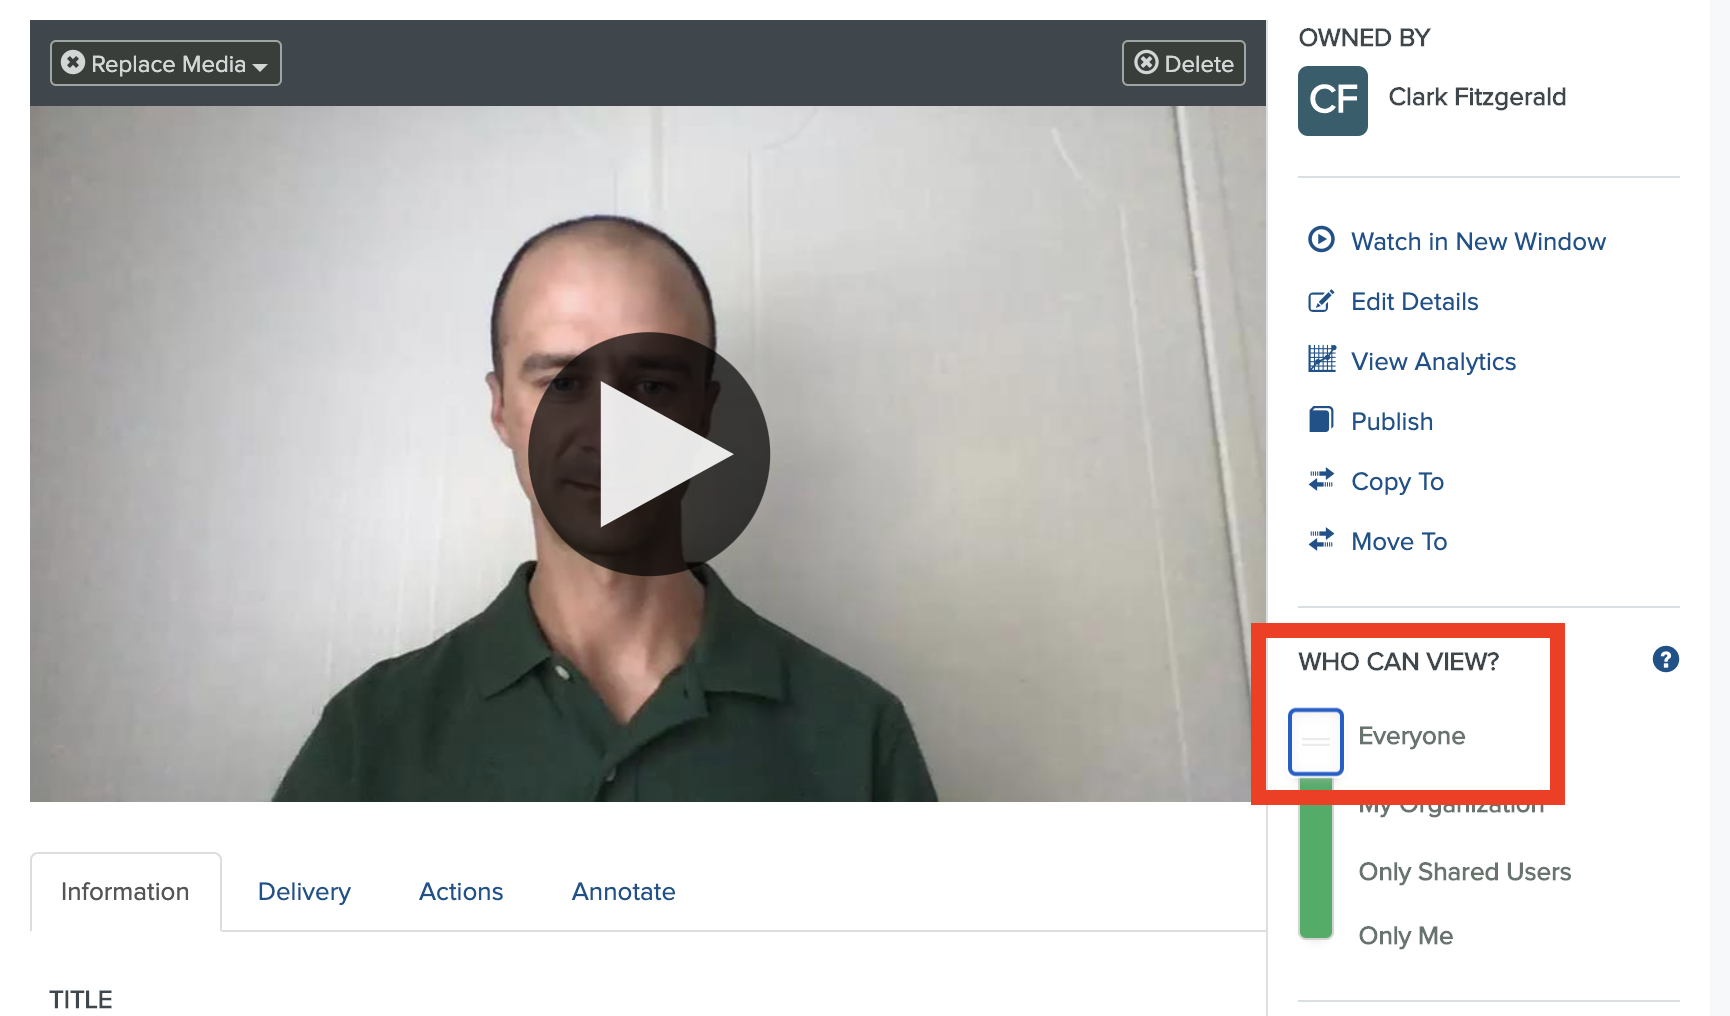 Replace Media
Delete
OWNED BY
CF
Clark Fitzgerald
Watch in New Window
Edit Details
View Analytics
Publish
Copy To
Move To
WHO CAN VIEW?
?
Everyone
My Organization
Only Shared Users
Only Me
Information
Delivery
Actions
Annotate
TITLE